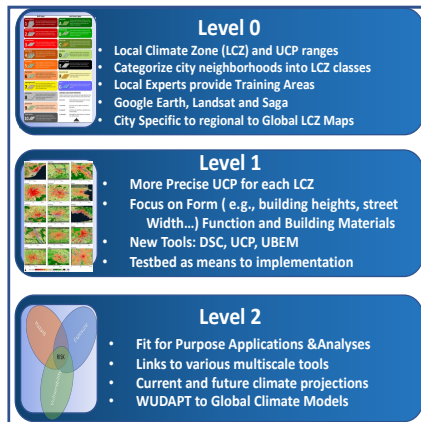 Level 0
• Local Climate Zone (LCZ) and UCP ranges
• Categorize city neighborhoods into LCZ classes
• Local Experts provide Training Areas
• Google Earth, Landsat and Saga
• City Specific to regional to Global LCZ Maps
Level 1
• More Precise UCP for each LCZ
• Focus on Form ( e.g., building heights, street
Width...) Function and Building Materials
• New Tools: DSC, UCP, UBEM
• Testbed as means to implementation
Level 2
• Fit for Purpose Applications &Analyses
• Links to various multiscale tools
• Current and future climate projections
• WUDAPT to Global Climate Models
RISK